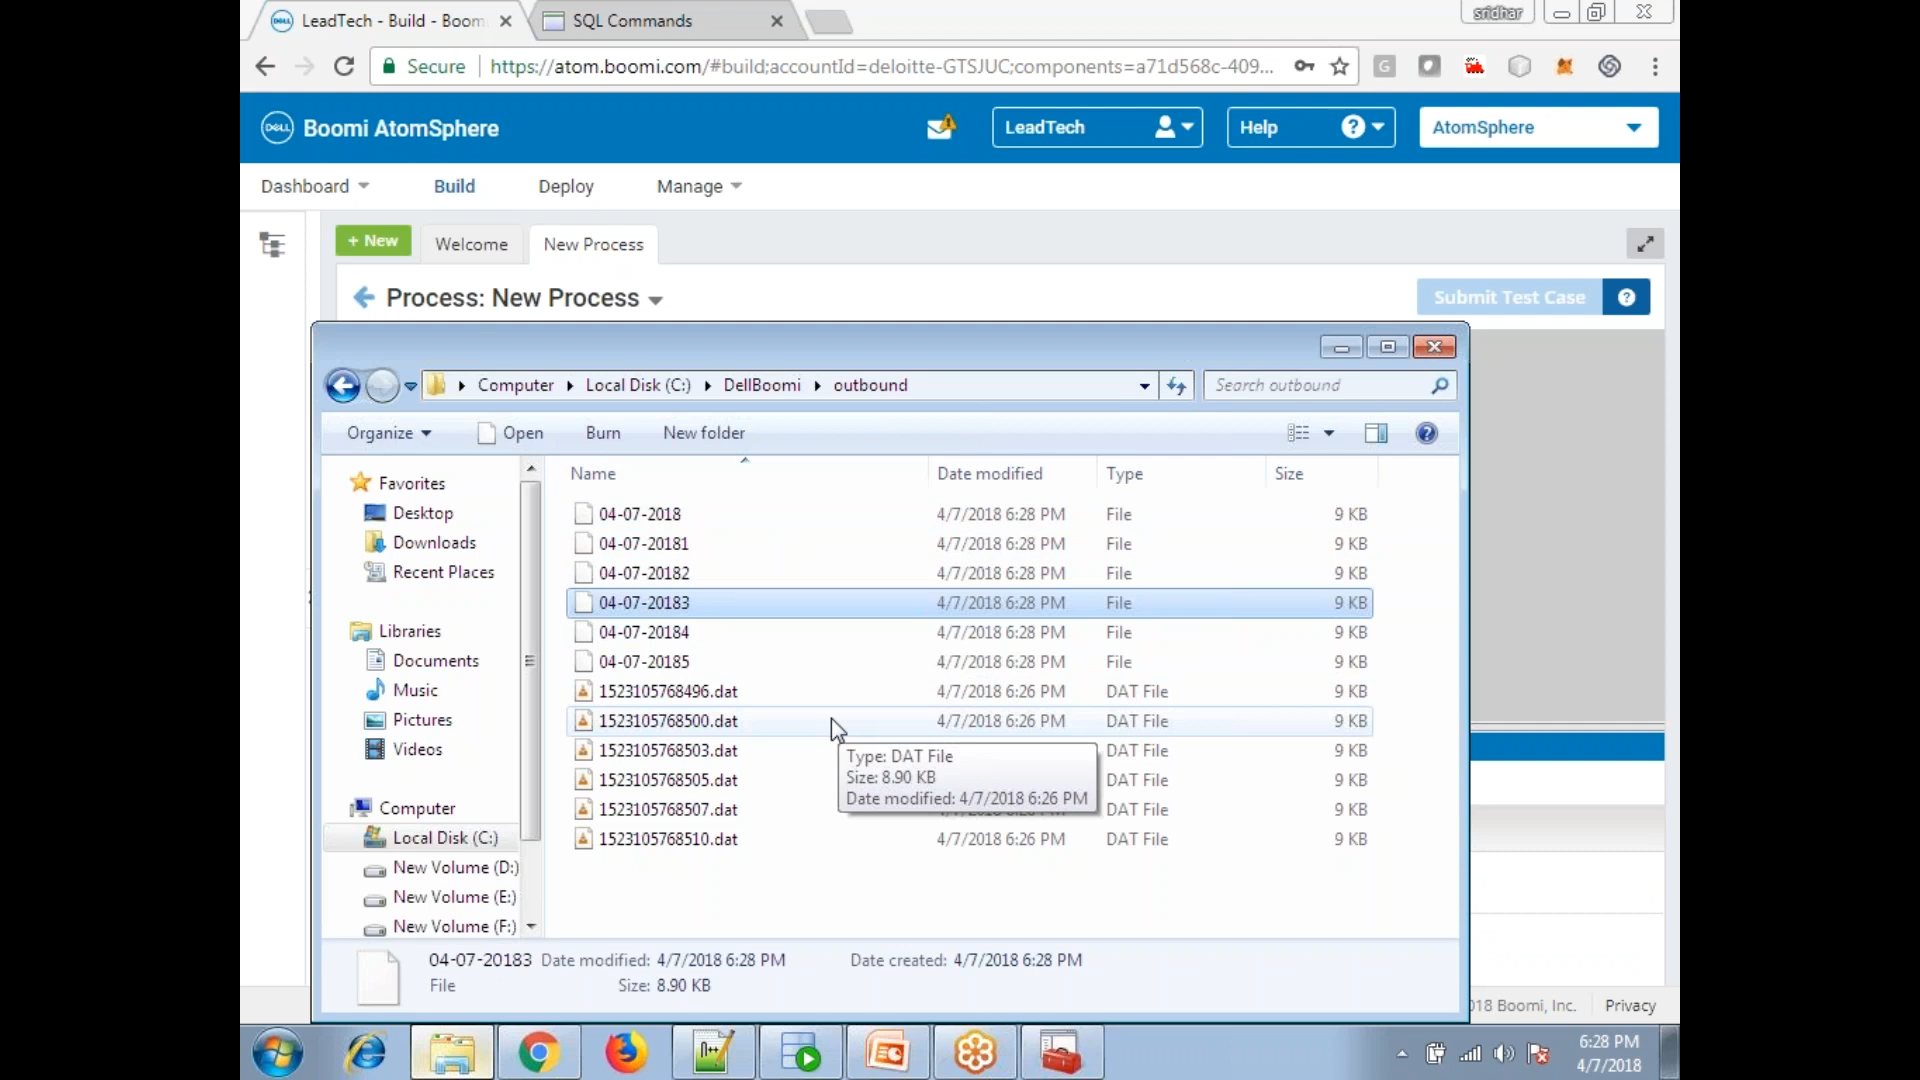 LeadTech - Build - Boom
SQL Commands
sridhar
Secure
https://atom.boomi.com/#build;accountId=deloitte-GTSJUC;components=a71d568c-409...
DELL
Boomi AtomSphere
LeadTech
Help
AtomSphere
Dashboard
Build
Deploy
Manage
+ New
Welcome
New Process
Process: New Process
Submit Test Case
Computer
Local Disk (C:)
DellBoomi
outbound
Search outbound
Organize
Open
Burn
New folder
Name
Date modified
Type
Size
Favorites
Desktop
Downloads
Recent Places
Libraries
Documents
Music
Pictures
Videos
Computer
Local Disk (C:)
New Volume (D:)
New Volume (E:)
New Volume (F:)
04-07-2018 4/7/2018 6:28 PM File 9 KB
04-07-20181 4/7/2018 6:28 PM File 9 KB
04-07-20182 4/7/2018 6:28 PM File 9 KB
04-07-20183 4/7/2018 6:28 PM File 9 KB
04-07-20184 4/7/2018 6:28 PM File 9 KB
04-07-20185 4/7/2018 6:28 PM File 9 KB
1523105768496.dat 4/7/2018 6:26 PM DAT File 9 KB
1523105768500.dat 4/7/2018 6:26 PM DAT File 9 KB
1523105768503.dat DAT File 9 KB
1523105768505.dat DAT File 9 KB
1523105768507.dat DAT File 9 KB
1523105768510.dat 4/7/2018 6:26 PM DAT File 9 KB
Type: DAT File
Size: 8.90 KB
Date modified: 4/7/2018 6:26 PM
04-07-20183 Date modified: 4/7/2018 6:28 PM Date created: 4/7/2018 6:28 PM
File Size: 8.90 KB
018 Boomi, Inc.
Privacy
6:28 PM
4/7/2018